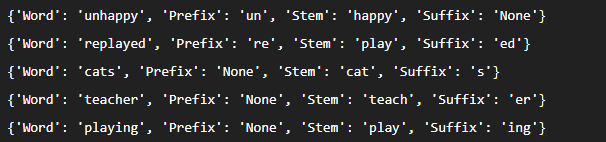 {'Word': 'unhappy', 'Prefix': 'un', 'Stem': 'happy', 'Suffix': 'None'}
{'Word': 'replayed', 'Prefix': 're', 'Stem': 'play', 'Suffix': 'ed'}
{'Word': 'cats', 'Prefix': 'None', 'Stem': 'cat', 'Suffix': 's'}
{'Word': 'teacher', 'Prefix': 'None', 'Stem': 'teach', 'Suffix': 'er'}
{'Word': 'playing', 'Prefix': 'None', 'Stem': 'play', 'Suffix': 'ing'}